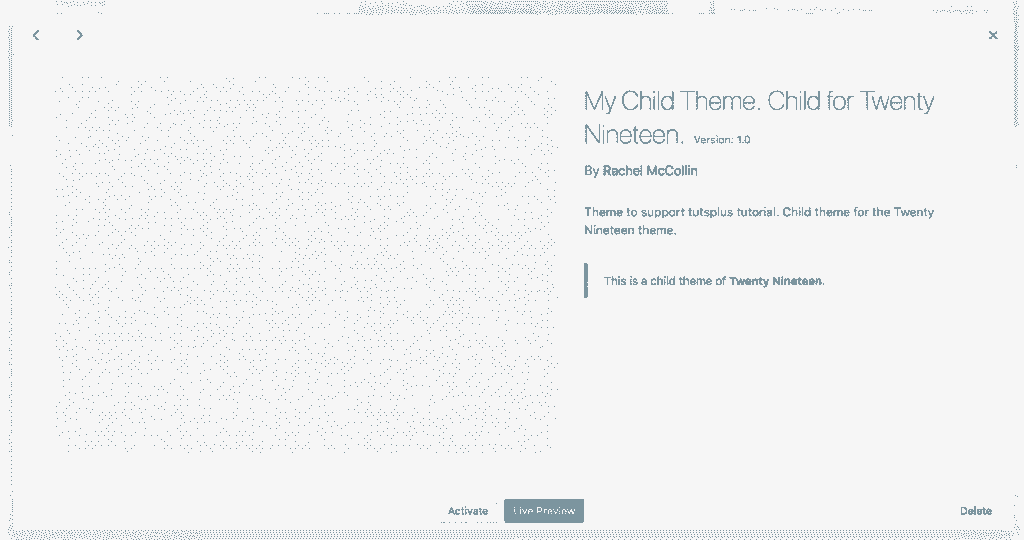 My Child Theme. Child for Twenty
Nineteen. Version: 1.0
By Rachel McCollin
Theme to support tutsplus tutorial. Child theme for the Twenty
Nineteen theme.
This is a child theme of Twenty Nineteen.
Activate Live Preview Delete